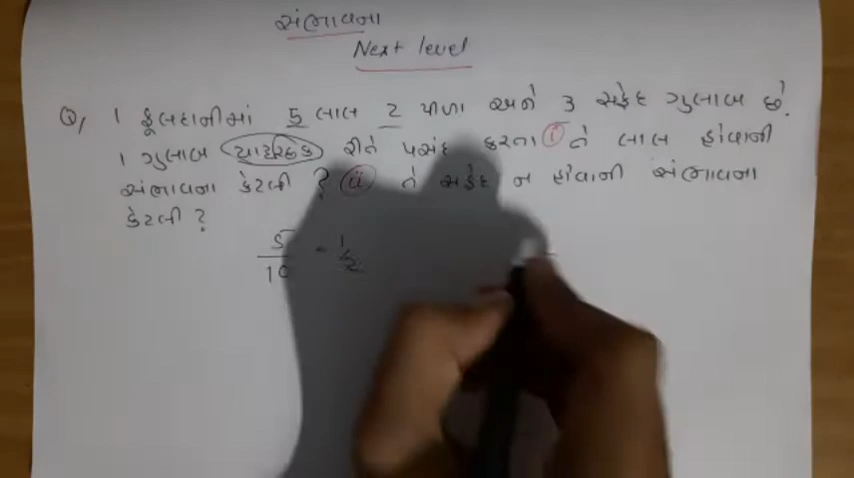 સંભાવના
Next level
Q, 1 ફૂલદાનીમાં 5 લાલ 2 પીળા અને 3 સફેદ ગુલાબ છે.
1 ગુલાબ યાદચ્છિક રીતે પસંદ કરતા i તે લાલ હોવાની
સંભાવના કેટલી ? ii તે સફેદ ન હોવાની સંભાવના
કેટલી ?
5/10 = 1/2